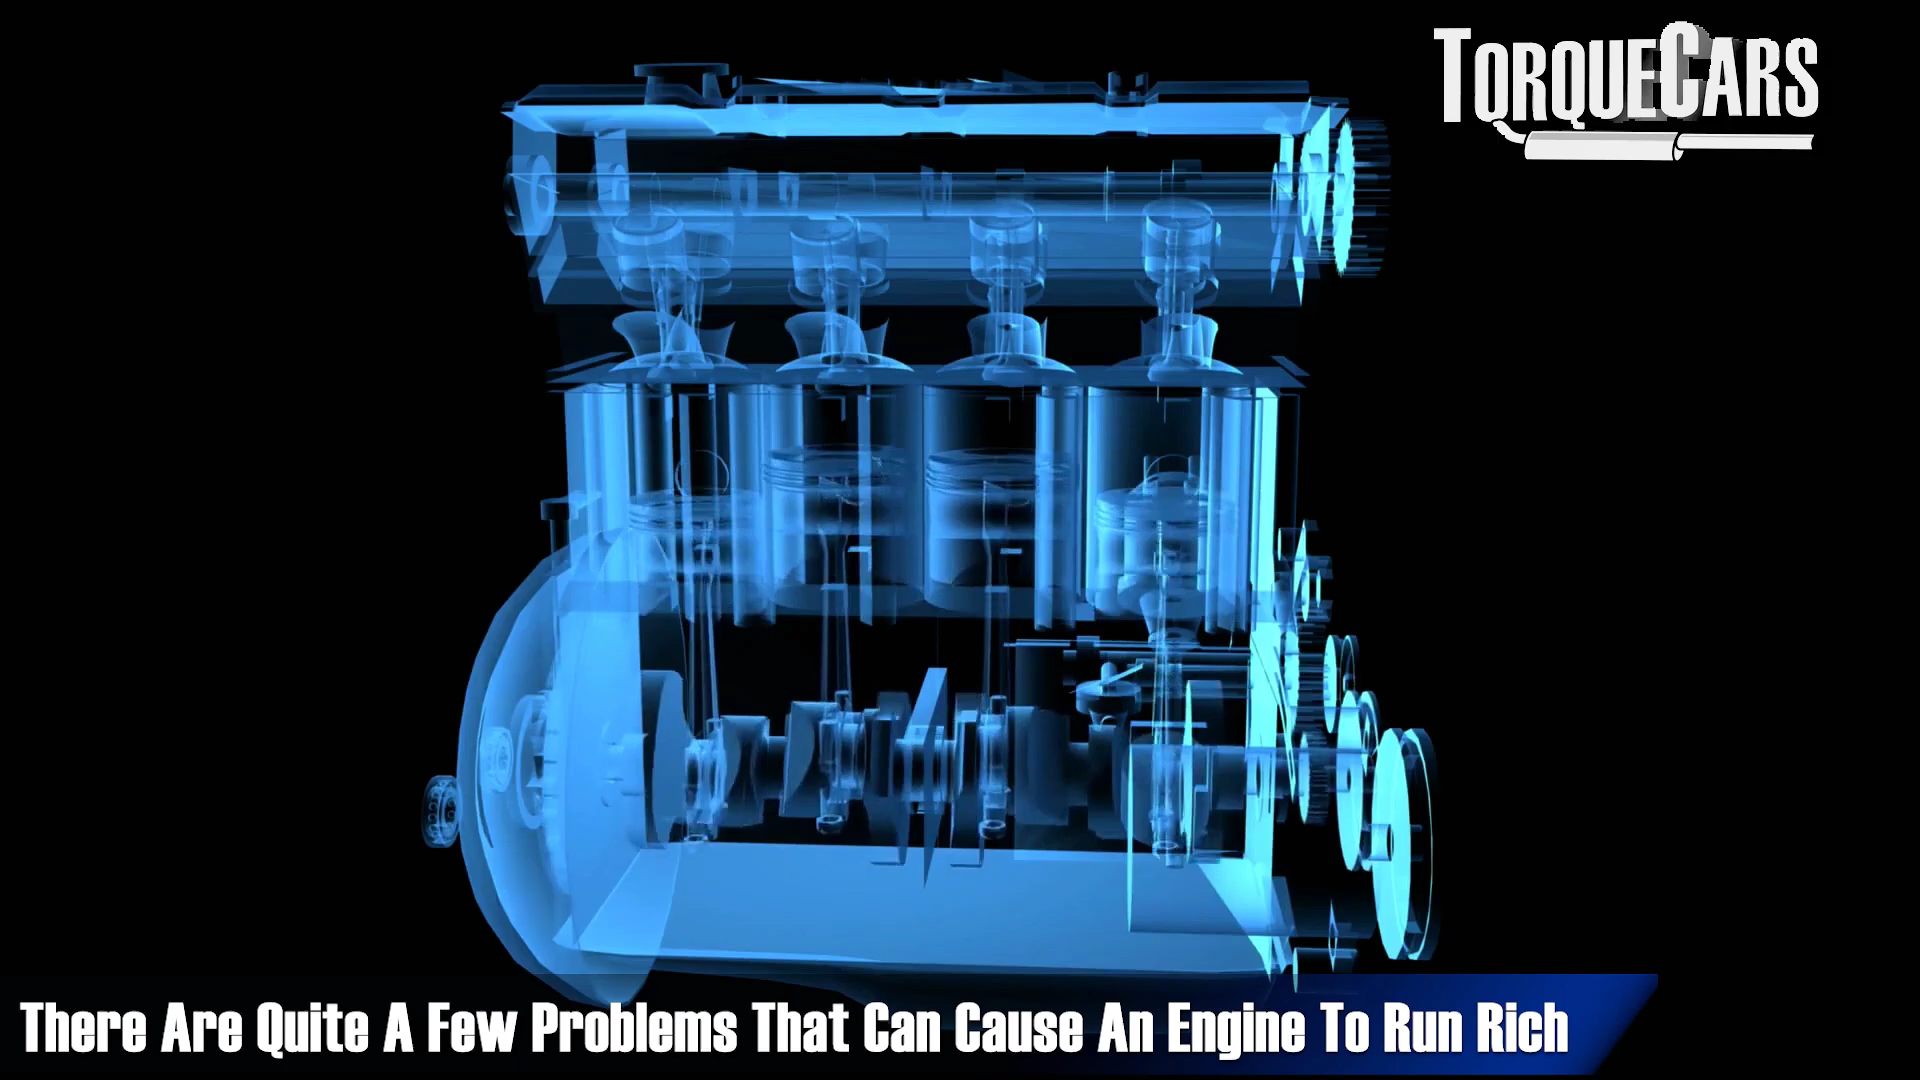 TorqueCars
There Are Quite A Few Problems That Can Cause An Engine To Run Rich